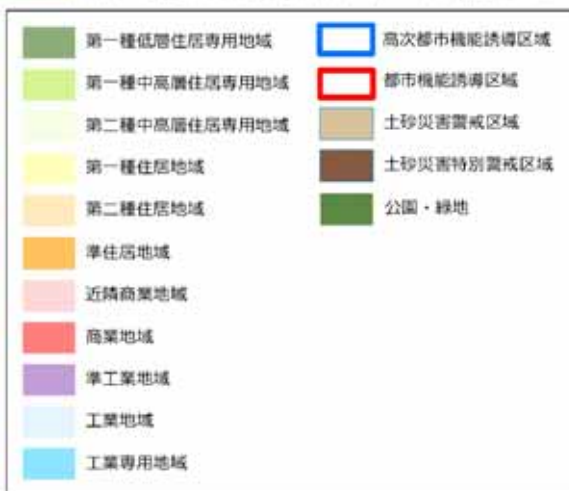 第一種低層住居専用地域
第一種中高層住居専用地域
第二種中高層住居専用地域
第一種住居地域
第二種住居地域
準住居地域
近隣商業地域
商業地域
準工業地域
工業地域
工業専用地域
高次都市機能誘導区域
都市機能誘導区域
土砂災害警戒区域
土砂災害特別警戒区域
公園・緑地